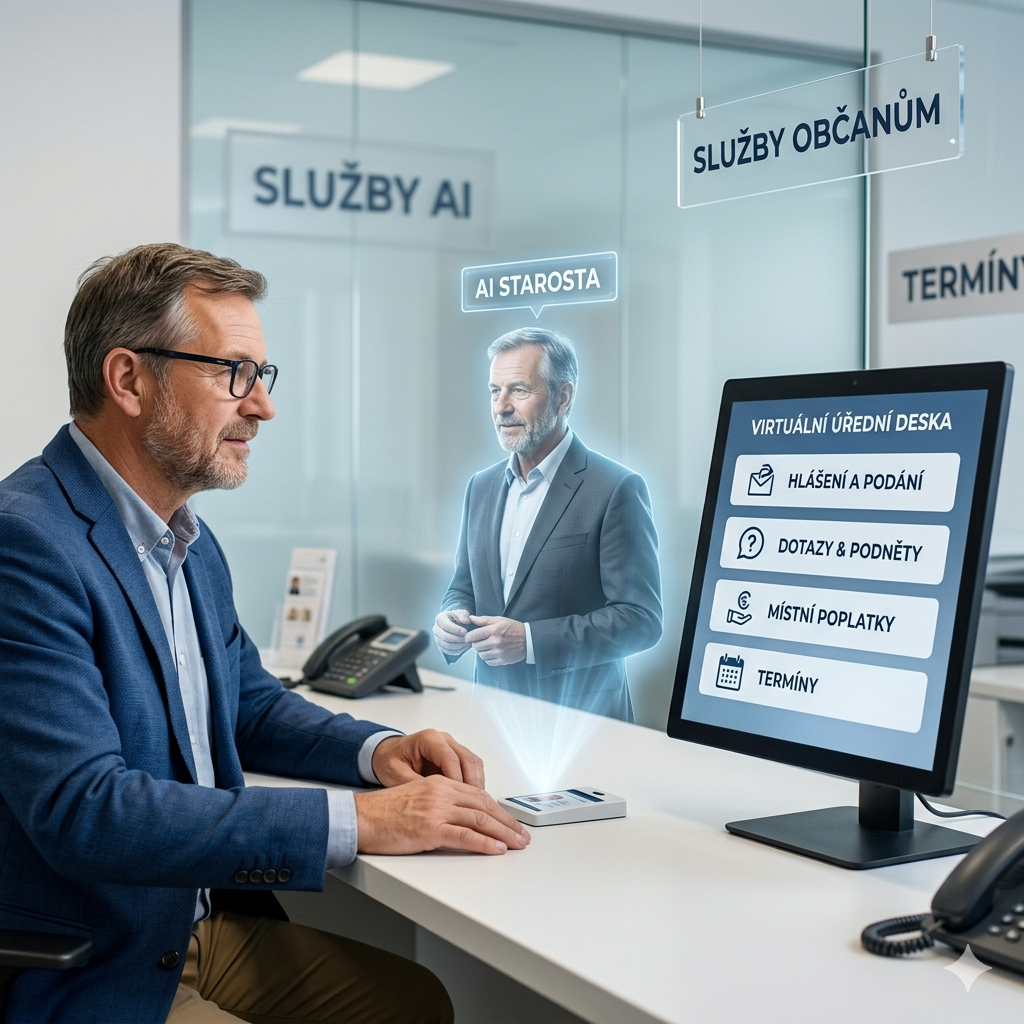 SLUŽBY OBČANŮM
SLUŽBY AI
TERMÍNY
AI STAROSTA
VIRTUÁLNÍ ÚŘEDNÍ DESKA
HLÁŠENÍ A PODÁNÍ
DOTAZY & PODNĚTY
MÍSTNÍ POPLATKY
TERMÍNY